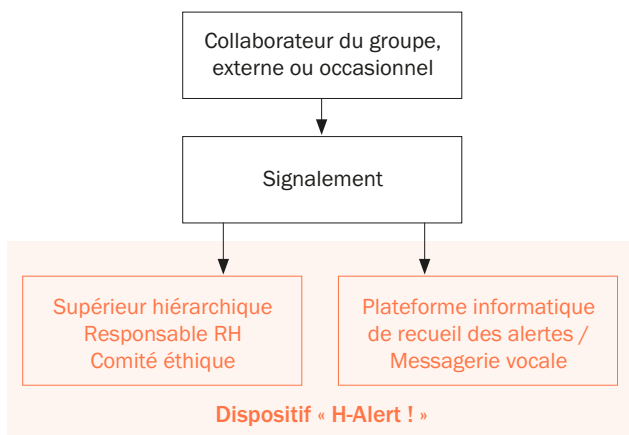 Collaborateur du groupe,
externe ou occasionnel
Signalement
Supérieur hiérarchique
Responsable RH
Comité éthique
Plateforme informatique
de recueil des alertes /
Messagerie vocale
Dispositif « H-Alert ! »